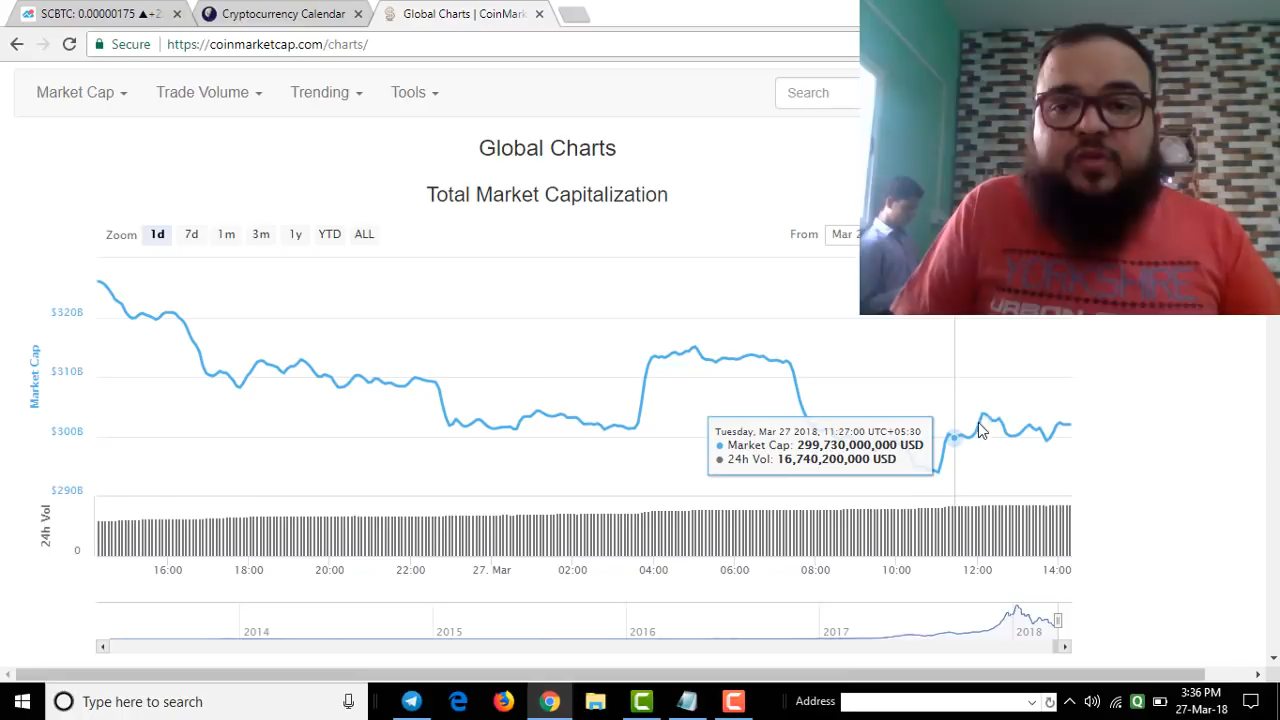 SCBTC: 0.00000175 ▲+2
Cryptocurrency Calendar
Global Charts | CoinMark
Secure
https://coinmarketcap.com/charts/
Market Cap
Trade Volume
Trending
Tools
Search
Global Charts
Total Market Capitalization
Zoom 1d 7d 1m 3m 1y YTD ALL
From Mar 2
YORKSHIRE
URBAN
$320B
$310B
$300B
$290B
Market Cap
Tuesday, Mar 27 2018, 11:27:00 UTC+05:30
Market Cap: 299,730,000,000 USD
24h Vol: 16,740,200,000 USD
24h Vol
0
16:00 18:00 20:00 22:00 27. Mar 02:00 04:00 06:00 08:00 10:00 12:00 14:00
2014 2015 2016 2017 2018
Type here to search
Address
3:36 PM
27-Mar-18